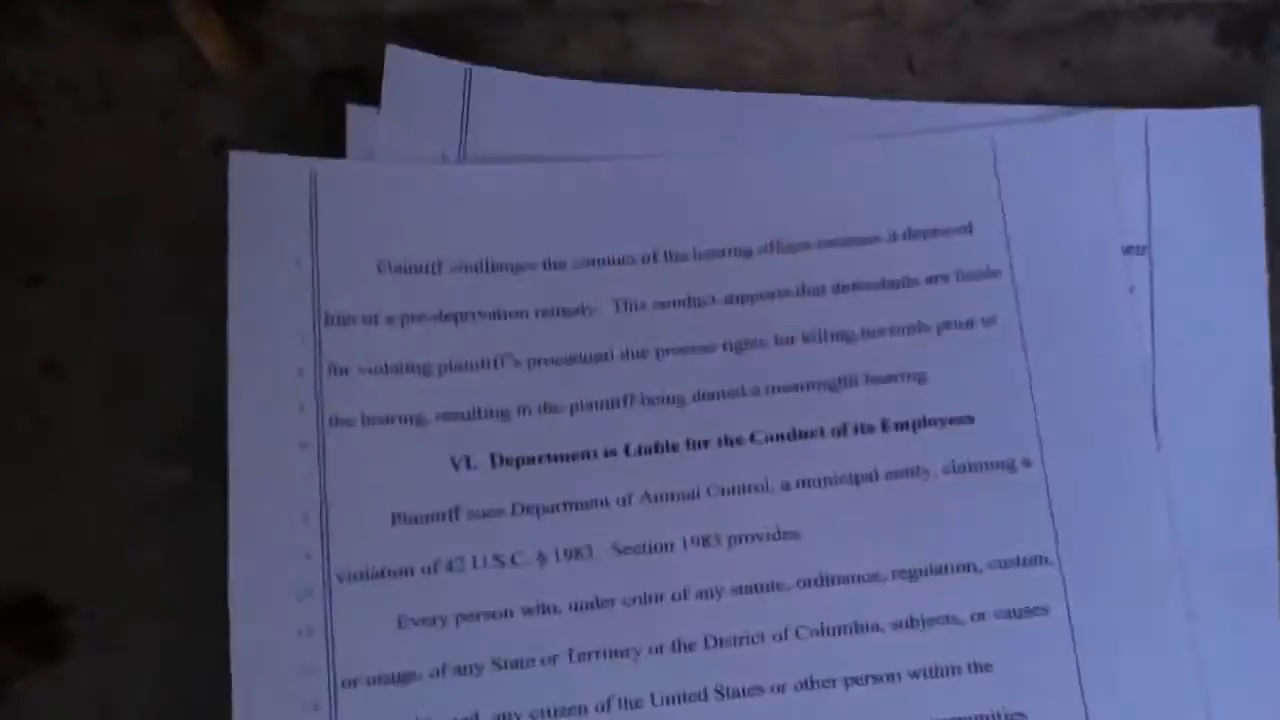 Plaintiff challenges the conduct of the hearing officer because it deprived
him of a pre-deprivation remedy. This conduct supports that defendants are liable
for violating plaintiff's procedural due process rights for killing his prior to
the hearing, resulting in the plaintiff being denied a meaningful hearing.
VI. Department is Liable for the Conduct of its Employees
Plaintiff sues Department of Animal Control, a municipal entity, claiming a
violation of 42 U.S.C. § 1983. Section 1983 provides
Every person who, under color of any statute, ordinance, regulation, custom,
or usage, of any State or Territory or the District of Columbia, subjects, or causes
any citizen of the United States or other person within the